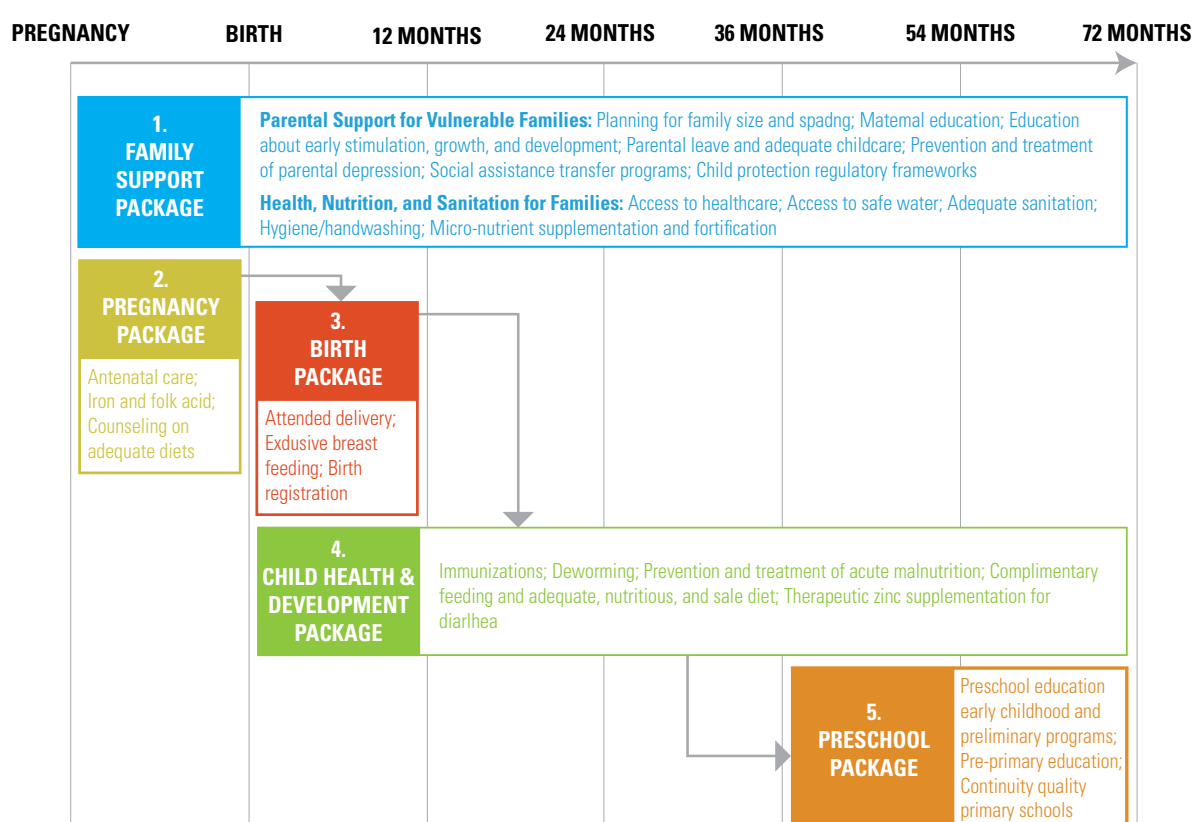 PREGNANCY BIRTH 12 MONTHS 24 MONTHS 36 MONTHS 54 MONTHS 72 MONTHS
1.
FAMILY
SUPPORT
PACKAGE
Parental Support for Vulnerable Families: Planning for family size and spadng; Matemal education; Education
about early stimulation, growth, and development; Parental leave and adequate childcare; Prevention and treatment
of parental depression; Social assistance transfer programs; Child protection regulatory frameworks
Health, Nutrition, and Sanitation for Families: Access to healthcare; Access to safe water; Adequate sanitation;
Hygiene/handwashing; Micro-nutrient supplementation and fortification
2.
PREGNANCY
PACKAGE
Antenatal care;
Iron and folk acid;
Counseling on
adequate diets
3.
BIRTH
PACKAGE
Attended delivery;
Exdusive breast
feeding; Birth
registration
4.
CHILD HEALTH &
DEVELOPMENT
PACKAGE
Immunizations; Deworming; Prevention and treatment of acute malnutrition; Complimentary
feeding and adequate, nutritious, and sale diet; Therapeutic zinc supplementation for
diarlhea
5.
PRESCHOOL
PACKAGE
Preschool education
early childhood and
preliminary programs;
Pre-primary education;
Continuity quality
primary schools